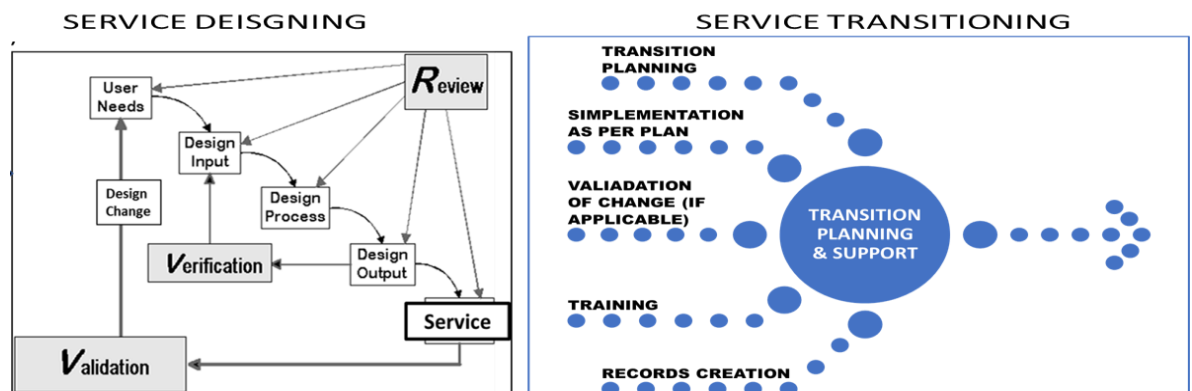 SERVICE DEISGNING
User
Needs
Review
Design
Input
Design
Change
Design
Process
Verification
Design
Output
Service
Validation
SERVICE TRANSITIONING
TRANSITION
PLANNING
SIMPLEMENTATION
AS PER PLAN
VALIADATION
OF CHANGE (IF
APPLICABLE)
TRANSITION
PLANNING
& SUPPORT
TRAINING
RECORDS CREATION